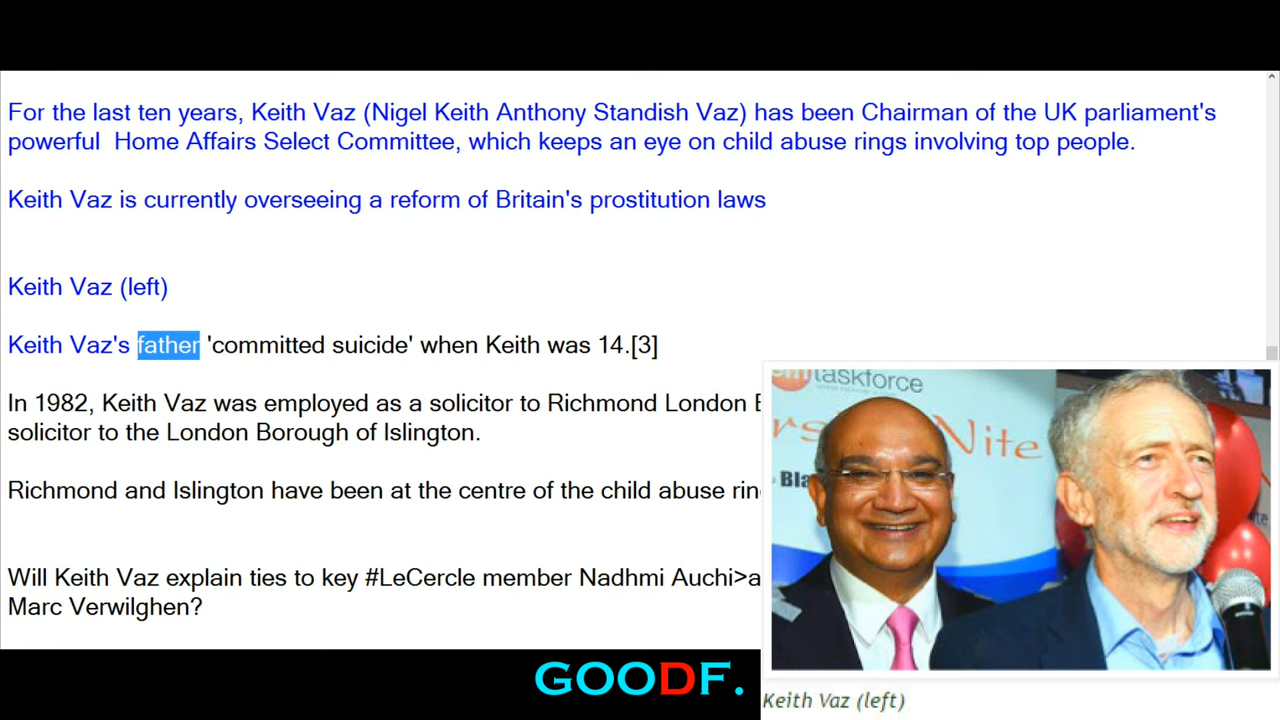 For the last ten years, Keith Vaz (Nigel Keith Anthony Standish Vaz) has been Chairman of the UK parliament's
powerful Home Affairs Select Committee, which keeps an eye on child abuse rings involving top people.
Keith Vaz is currently overseeing a reform of Britain's prostitution laws
Keith Vaz (left)
Keith Vaz's father 'committed suicide' when Keith was 14.[3]
In 1982, Keith Vaz was employed as a solicitor to Richmond London
solicitor to the London Borough of Islington.
Richmond and Islington have been at the centre of the child abuse
Will Keith Vaz explain ties to key #LeCercle member Nadhmi Auchi>a
Marc Verwilghen?
taskforce
Nite
Bla
GOODF.
Keith Vaz (left)